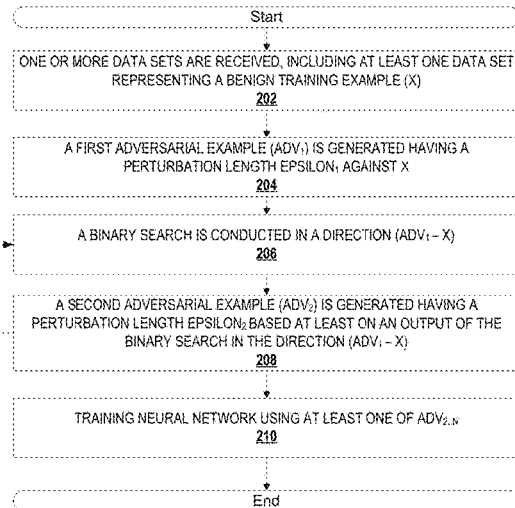 Start
ONE OR MORE DATA SETS ARE RECEIVED, INCLUDING AT LEAST ONE DATA SET
REPRESENTING A BENIGN TRAINING EXAMPLE (X)
202
A FIRST ADVERSARIAL EXAMPLE (ADV₁) IS GENERATED HAVING A
PERTURBATION LENGTH EPSILON₁ AGAINST X
204
A BINARY SEARCH IS CONDUCTED IN A DIRECTION (ADV₁ – X)
206
A SECOND ADVERSARIAL EXAMPLE (ADV₂) IS GENERATED HAVING A
PERTURBATION LENGTH EPSILON₂ BASED AT LEAST ON AN OUTPUT OF THE
BINARY SEARCH IN THE DIRECTION (ADV₁ – X)
208
TRAINING NEURAL NETWORK USING AT LEAST ONE OF ADV₂..N
210
End